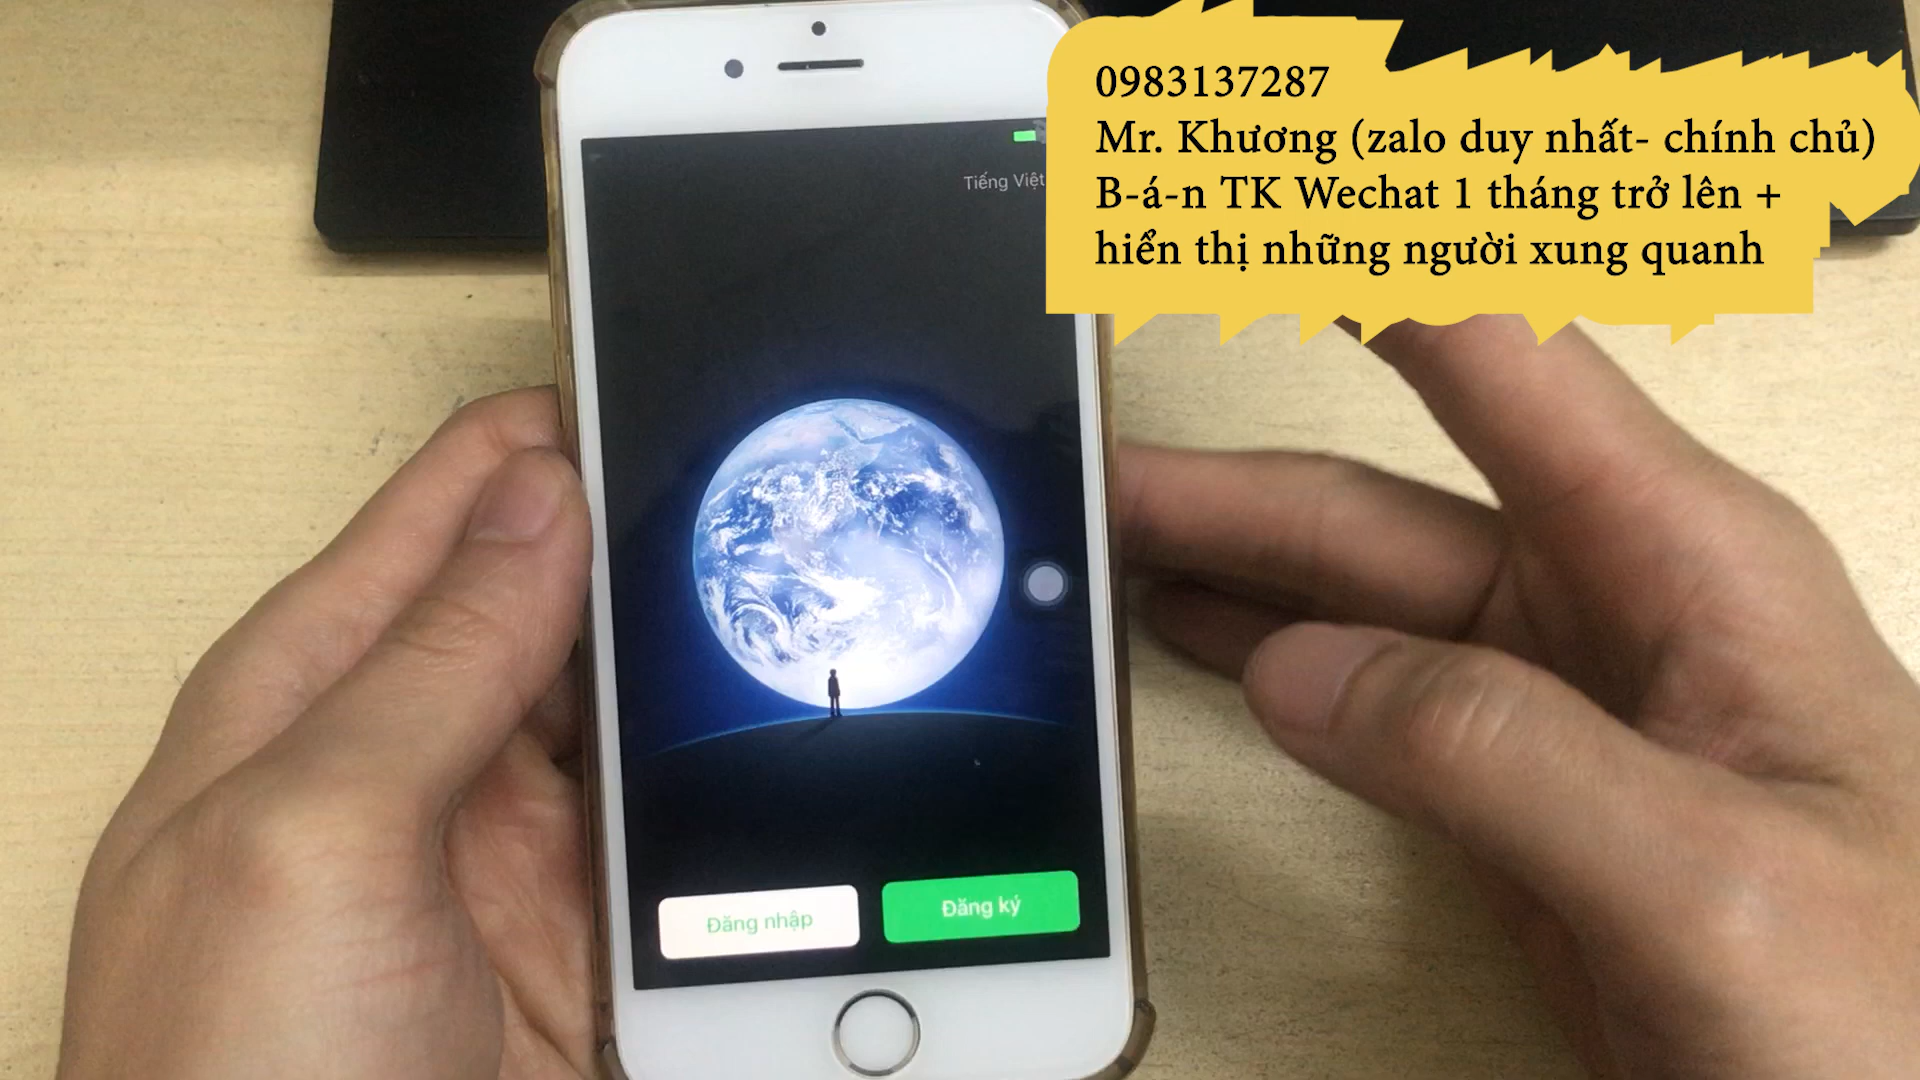 0983137287
Mr. Khương (zalo duy nhất- chính chủ)
B-á-n TK Wechat 1 tháng trở lên +
hiển thị những người xung quanh
Tiếng Việt
Đăng nhập
Đăng ký